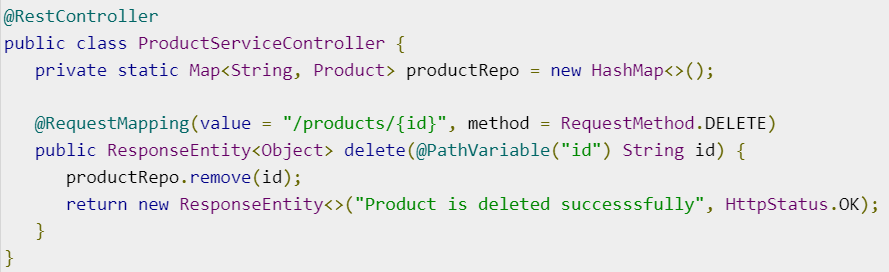 @RestController
public class ProductServiceController {
   private static Map<String, Product> productRepo = new HashMap<>();

   @RequestMapping(value = "/products/{id}", method = RequestMethod.DELETE)
   public ResponseEntity<Object> delete(@PathVariable("id") String id) {
      productRepo.remove(id);
      return new ResponseEntity<>("Product is deleted successsfully", HttpStatus.OK);
   }
}